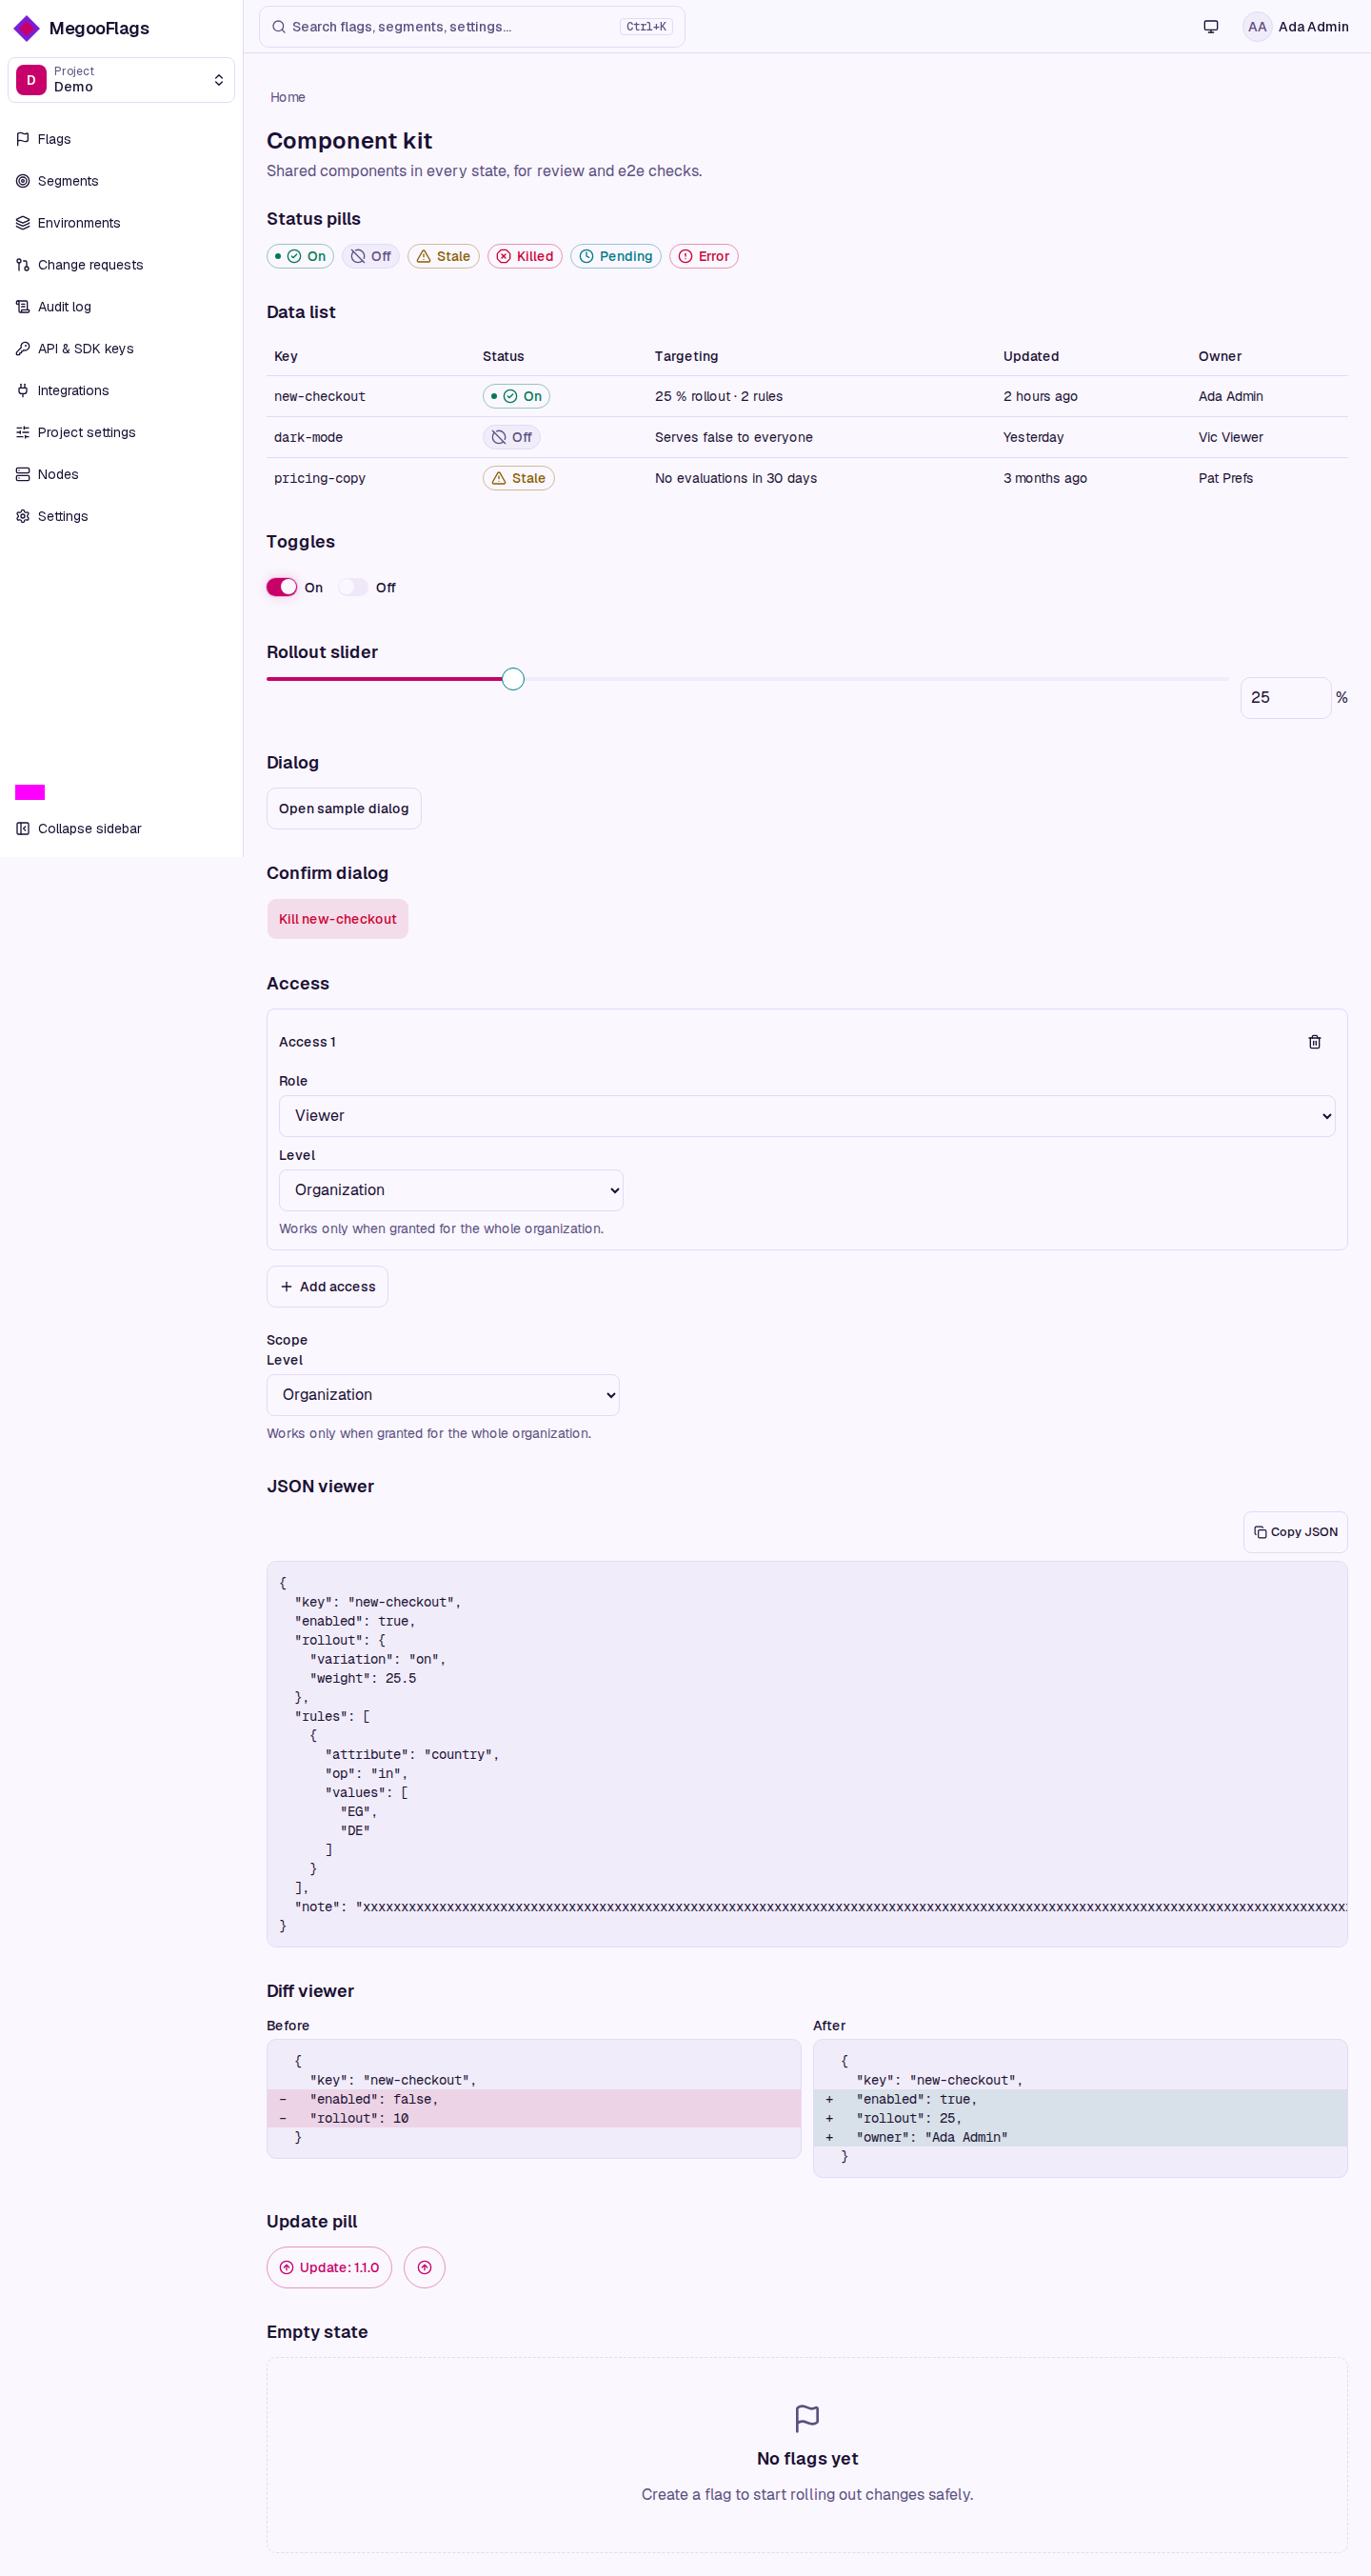 MegooFlags
Project
Demo
Flags
Segments
Environments
Change requests
Audit log
API & SDK keys
Integrations
Project settings
Nodes
Settings
Collapse sidebar
Search flags, segments, settings...
Ctrl+K
AA
Ada Admin
D
Home
Component kit
Shared components in every state, for review and e2e checks.
Status pills
On Off Stale Killed Pending Error
Data list
Key Status Targeting Updated Owner
new-checkout On 25 % rollout · 2 rules 2 hours ago Ada Admin
dark-mode Off Serves false to everyone Yesterday Vic Viewer
pricing-copy Stale No evaluations in 30 days 3 months ago Pat Prefs
Toggles
On Off
Rollout slider
25 %
Dialog
Open sample dialog
Confirm dialog
Kill new-checkout
Access
Access 1
Role
Viewer
Level
Organization
Works only when granted for the whole organization.
Add access
Scope
Level
Organization
Works only when granted for the whole organization.
JSON viewer
Copy JSON
{
"key": "new-checkout",
"enabled": true,
"rollout": {
"variation": "on",
"weight": 25.5
},
"rules": [
{
"attribute": "country",
"op": "in",
"values": [
"EG",
"DE"
]
}
],
"note": "
}
Diff viewer
Before
{
"key": "new-checkout",
- "enabled": false,
- "rollout": 10
}
After
{
"key": "new-checkout",
+ "enabled": true,
+ "rollout": 25,
+ "owner": "Ada Admin"
}
Update pill
Update: 1.1.0
Empty state
No flags yet
Create a flag to start rolling out changes safely.